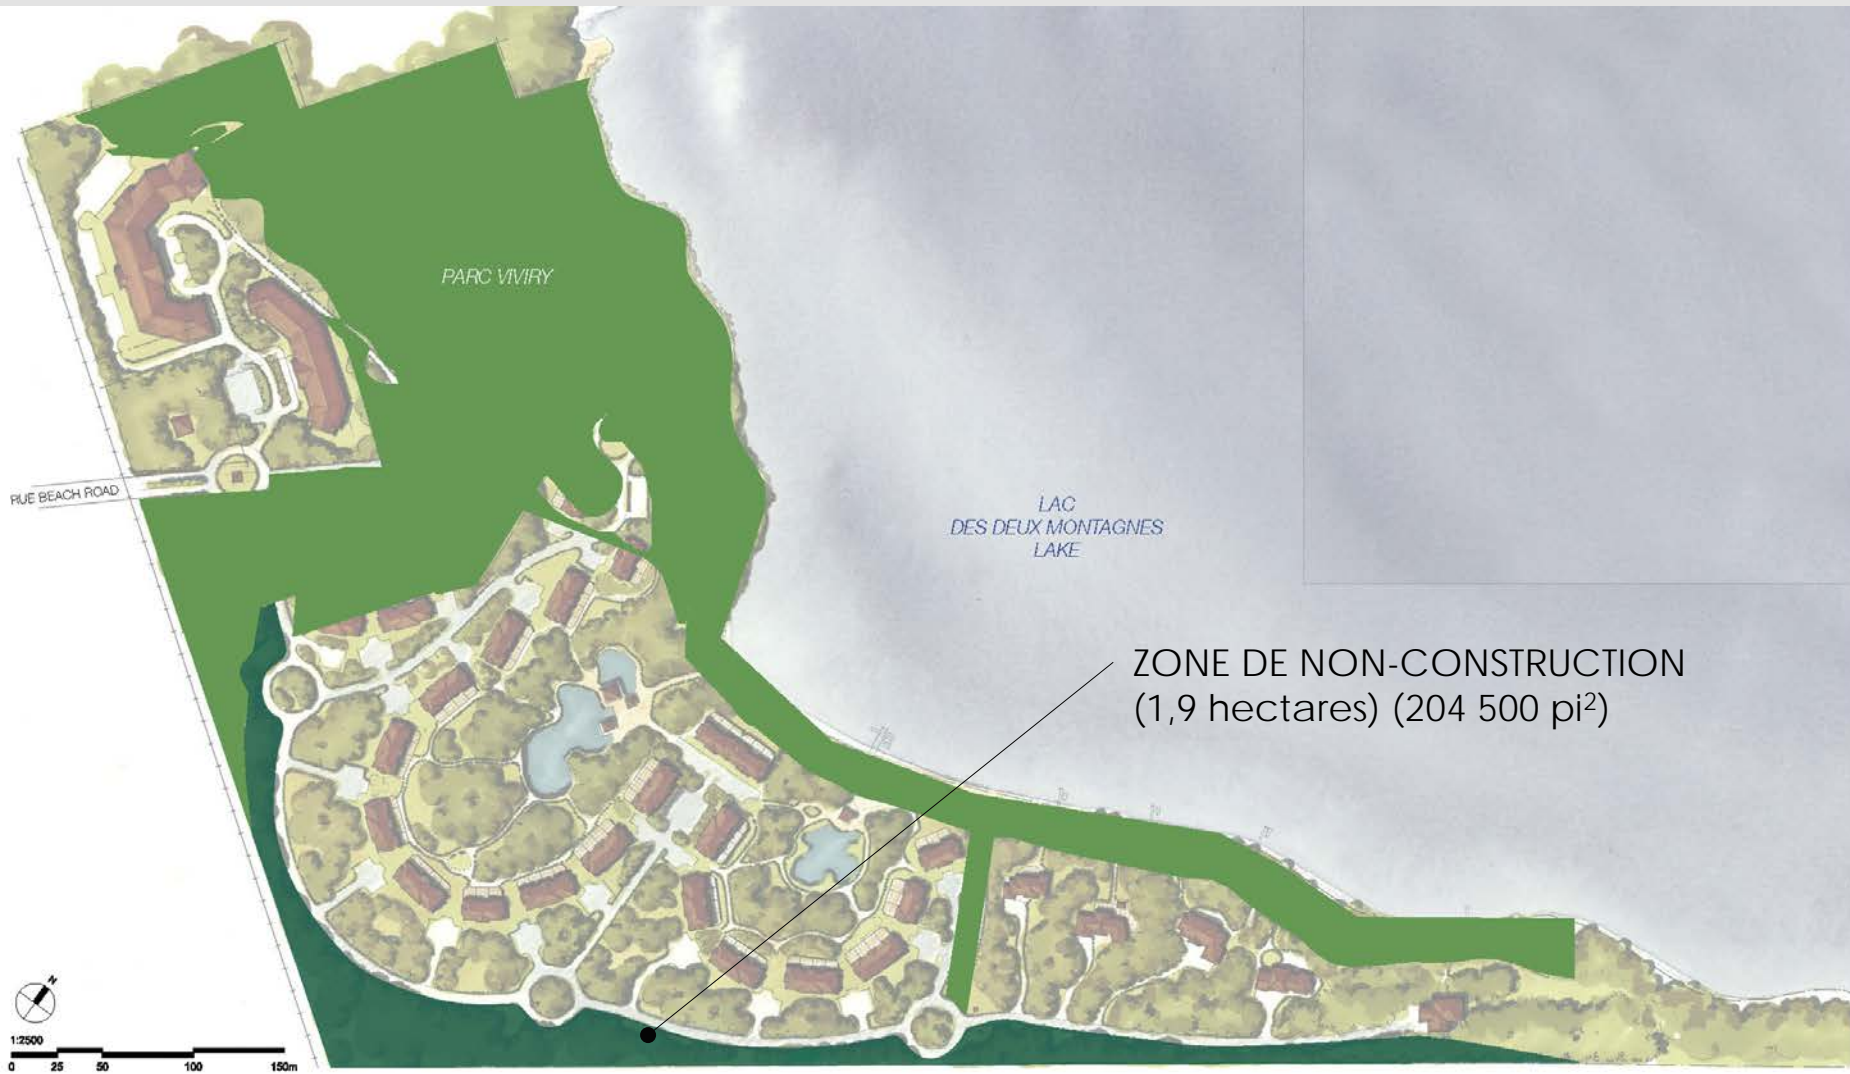 PARC VIVIRY
RUE BEACH ROAD
LAC
DES DEUX MONTAGNES
LAKE
ZONE DE NON-CONSTRUCTION
(1,9 hectares) (204 500 pi²)
N
1:2500
0 25 50 100 150m